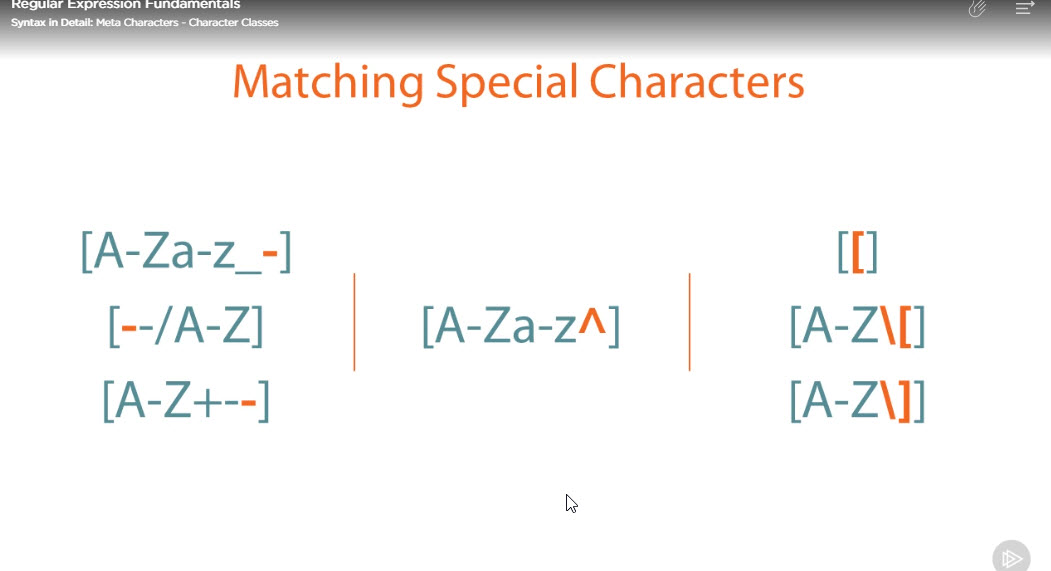 Regular Expression Fundamentals
Syntax in Detail: Meta Characters - Character Classes
Matching Special Characters
[A-Za-z_-]
[--/A-Z]
[A-Z+--]
[A-Za-z^]
[[]
[A-Z\[]
[A-Z\]]